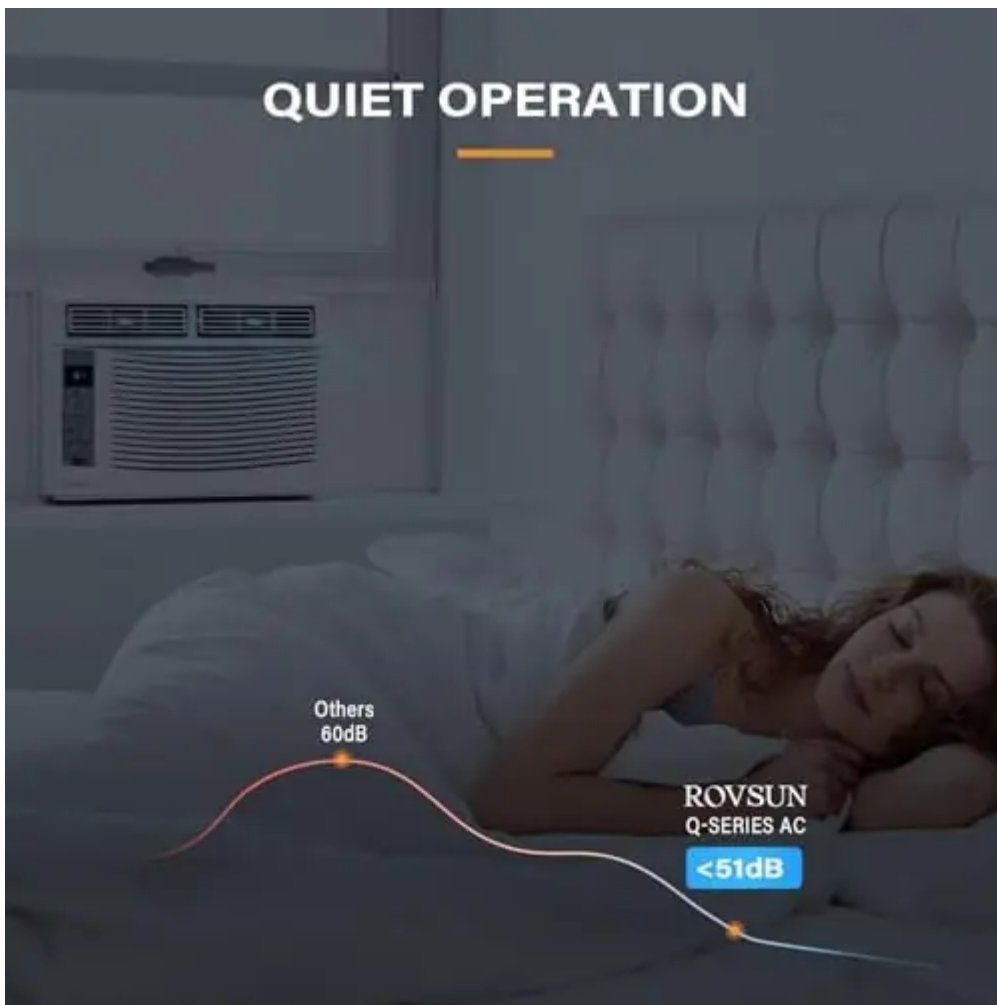 QUIET OPERATION
Others
60dB
ROVSUN
Q-SERIES AC
<51dB